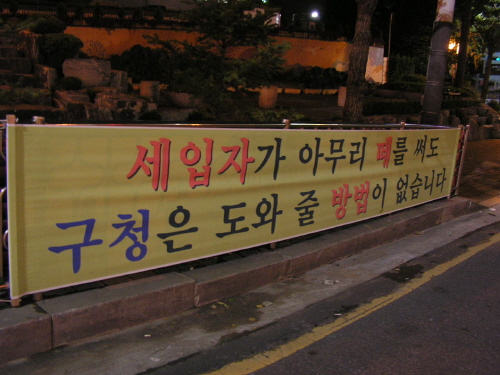 세입자가 아무리 떼를 써도
구청은 도와 줄 방법이 없습니다